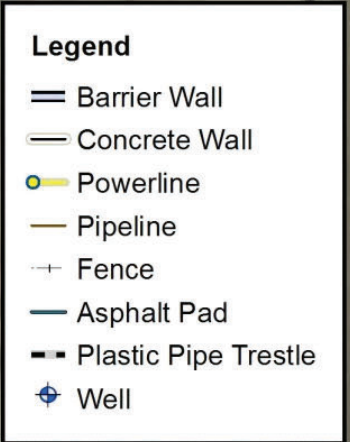 Legend
Barrier Wall
Concrete Wall
Powerline
Pipeline
Fence
Asphalt Pad
Plastic Pipe Trestle
Well